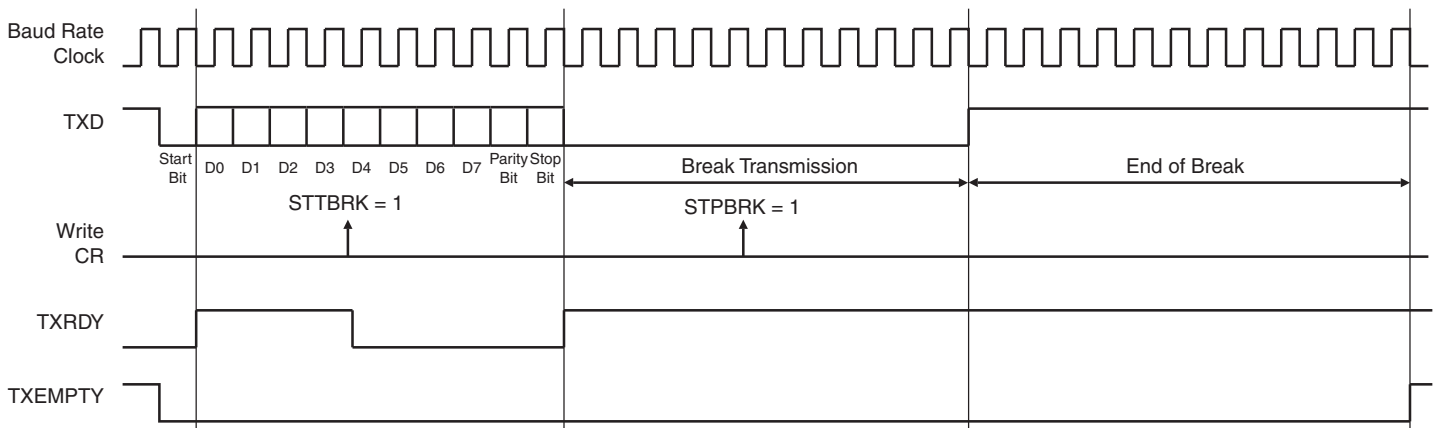 Baud Rate
Clock
TXD
Start
Bit
D0 D1 D2 D3 D4 D5 D6 D7
Parity
Bit
Stop
Bit
Break Transmission
End of Break
STTBRK = 1
STPBRK = 1
Write
CR
TXRDY
TXEMPTY